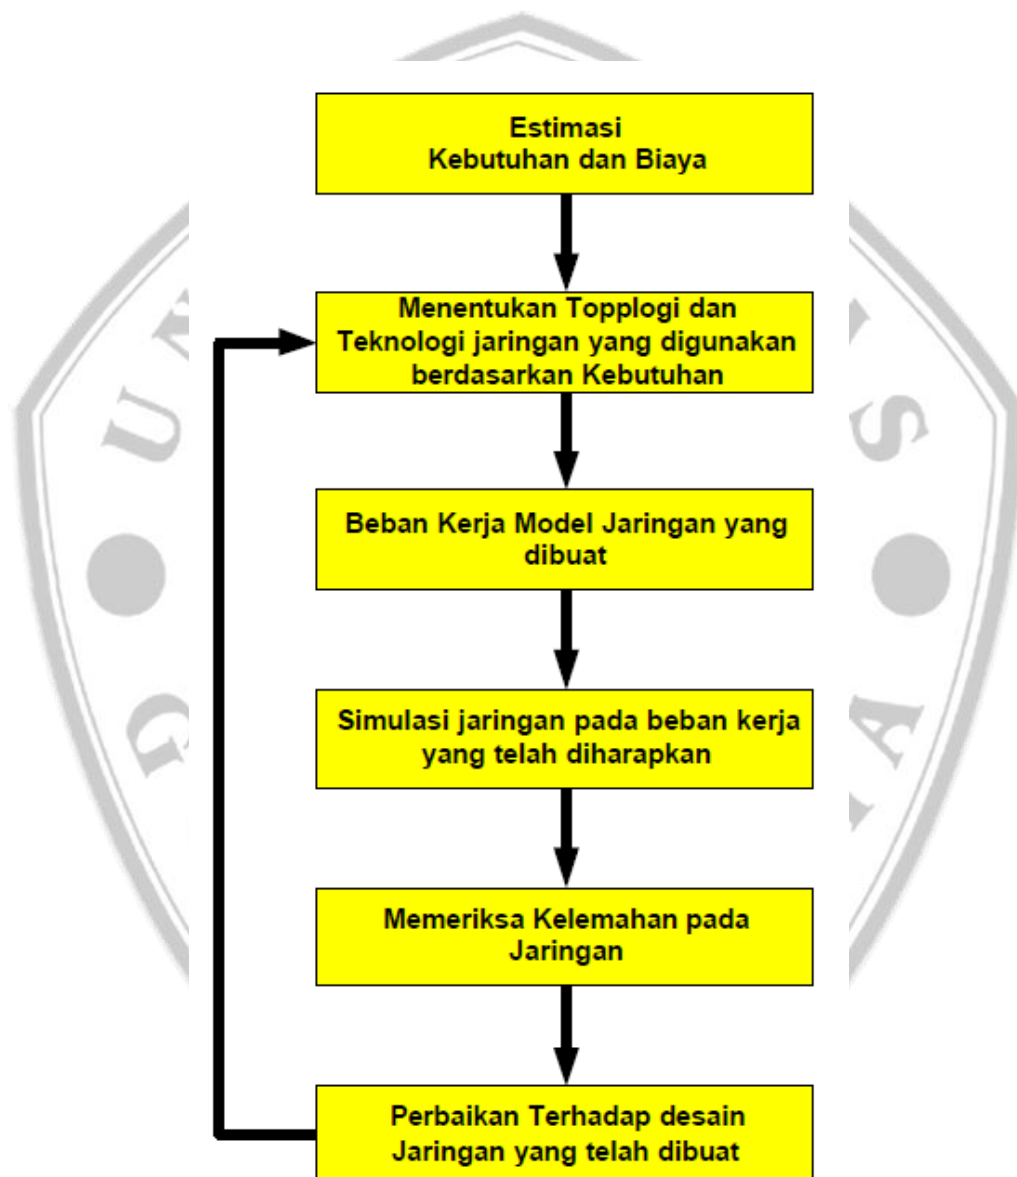 Estimasi
Kebutuhan dan Biaya
Menentukan Topplogi dan
Teknologi jaringan yang digunakan
berdasarkan Kebutuhan
Beban Kerja Model Jaringan yang
dibuat
Simulasi jaringan pada beban kerja
yang telah diharapkan
Memeriksa Kelemahan pada
Jaringan
Perbaikan Terhadap desain
Jaringan yang telah dibuat